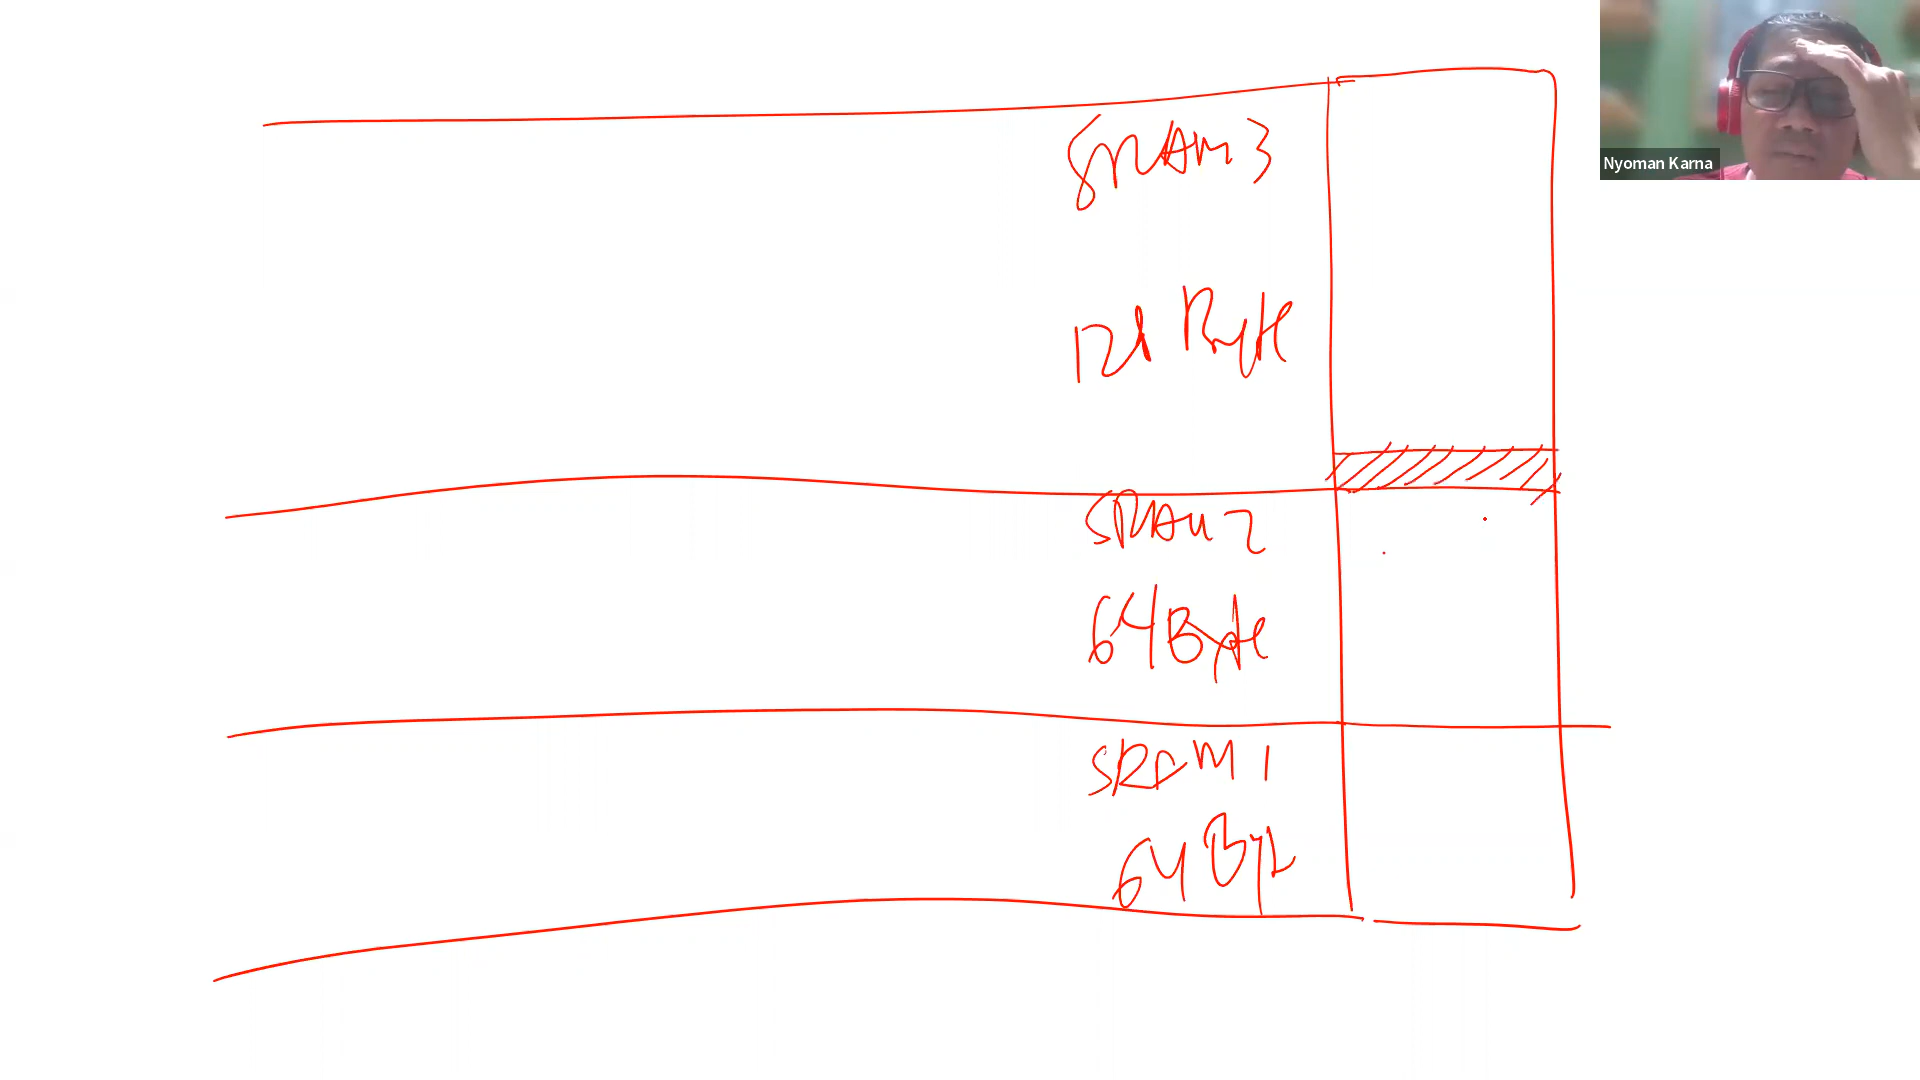 SRAM 3
Nyoman Karna
128 Byte
SRAM 2
64 Byte
SRAM 1
64 Byte